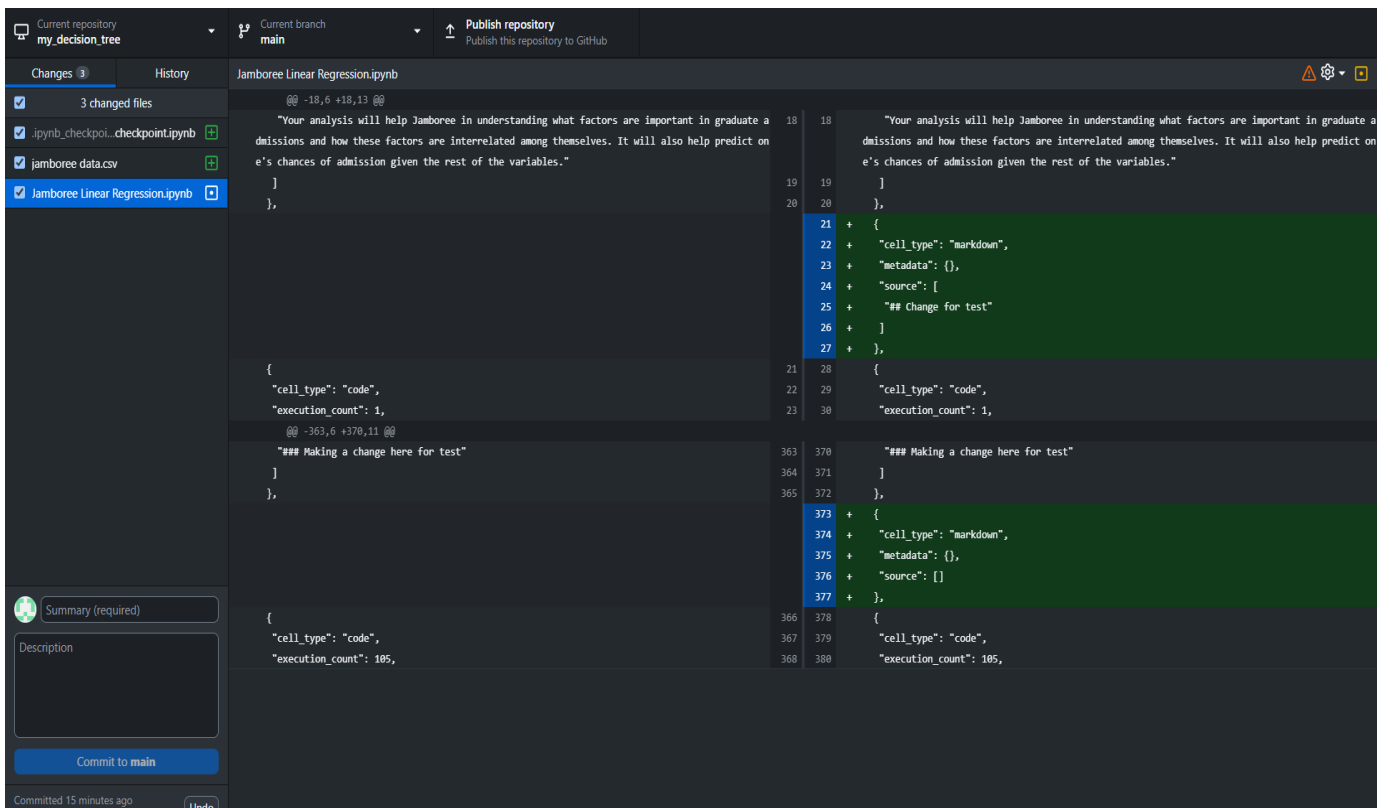 Current repository
my_decision_tree
Current branch
main
Publish repository
Publish this repository to GitHub
Changes 3
History
Jamboree Linear Regression.ipynb
3 changed files
.ipynb_checkpoi...checkpoint.ipynb
jamboree data.csv
Jamboree Linear Regression.ipynb
@@ -18,6 +18,13 @@
"Your analysis will help Jamboree in understanding what factors are important in graduate a 18 18 "Your analysis will help Jamboree in understanding what factors are important in graduate a
dmissions and how these factors are interrelated among themselves. It will also help predict on dmissions and how these factors are interrelated among themselves. It will also help predict on
e's chances of admission given the rest of the variables." e's chances of admission given the rest of the variables."
] 19 19 ]
}, 20 20 },
21 + {
22 + "cell_type": "markdown",
23 + "metadata": {},
24 + "source": [
25 + "## Change for test"
26 + ]
27 + },
{ 21 28 {
"cell_type": "code", 22 29 "cell_type": "code",
"execution_count": 1, 23 30 "execution_count": 1,
@@ -363,6 +370,11 @@
"### Making a change here for test" 363 370 "### Making a change here for test"
] 364 371 ]
}, 365 372 },
373 + {
374 + "cell_type": "markdown",
375 + "metadata": {},
376 + "source": []
377 + },
{ 366 378 {
"cell_type": "code", 367 379 "cell_type": "code",
"execution_count": 105, 368 380 "execution_count": 105,
Summary (required)
Description
Commit to main
Committed 15 minutes ago
Undo